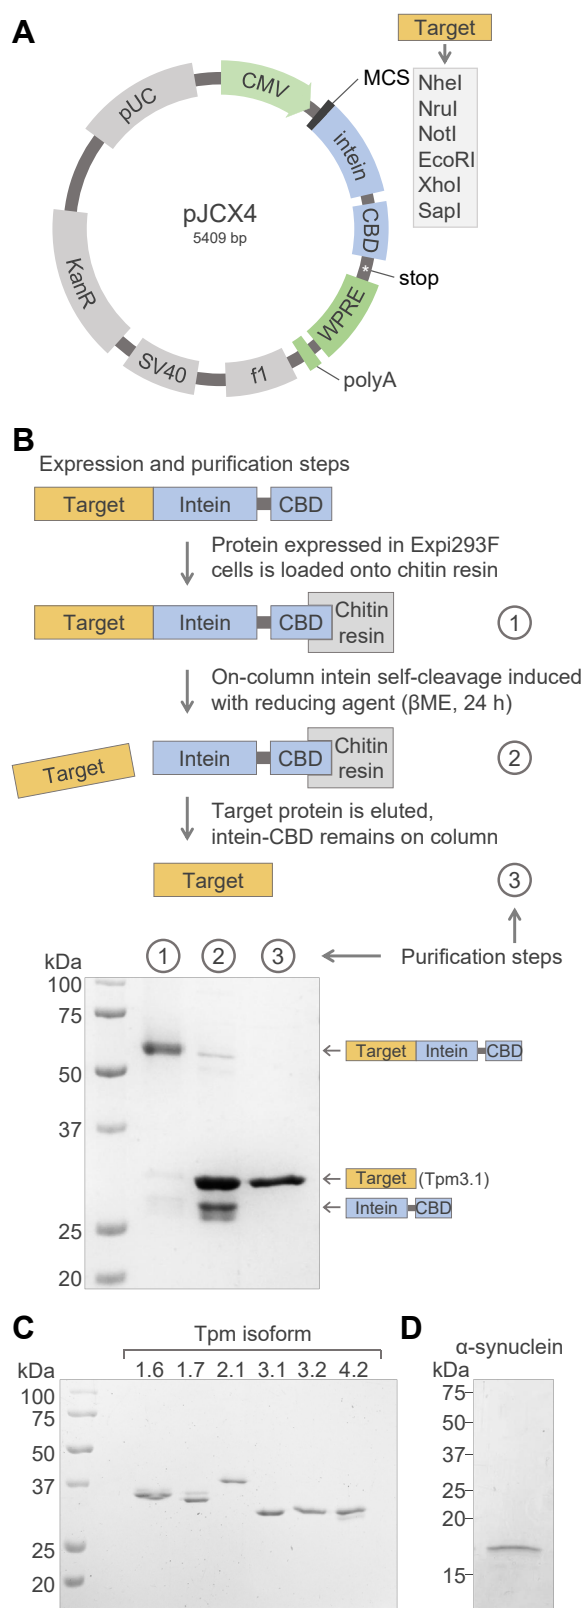 A
Target
NheI
NruI
NotI
EcoRI
XhoI
SapI
MCS
CMV
intein
CBD
*
stop
WPRE
polyA
f1
SV40
KanR
pUC
pJCX4
5409 bp
B
Expression and purification steps
Target Intein CBD
Protein expressed in Expi293F
cells is loaded onto chitin resin
Target Intein CBD Chitin
resin
1
On-column intein self-cleavage induced
with reducing agent (βME, 24 h)
Target Intein CBD Chitin
resin
2
Target protein is eluted,
intein-CBD remains on column
Target 3
kDa 1 2 3 Purification steps
100
75
Target Intein CBD
50
37
Target (Tpm3.1)
Intein CBD
25
20
C
Tpm isoform
kDa 1.6 1.7 2.1 3.1 3.2 4.2
100
75
50
37
25
20
D
α-synuclein
kDa
75
50
37
25
20
15